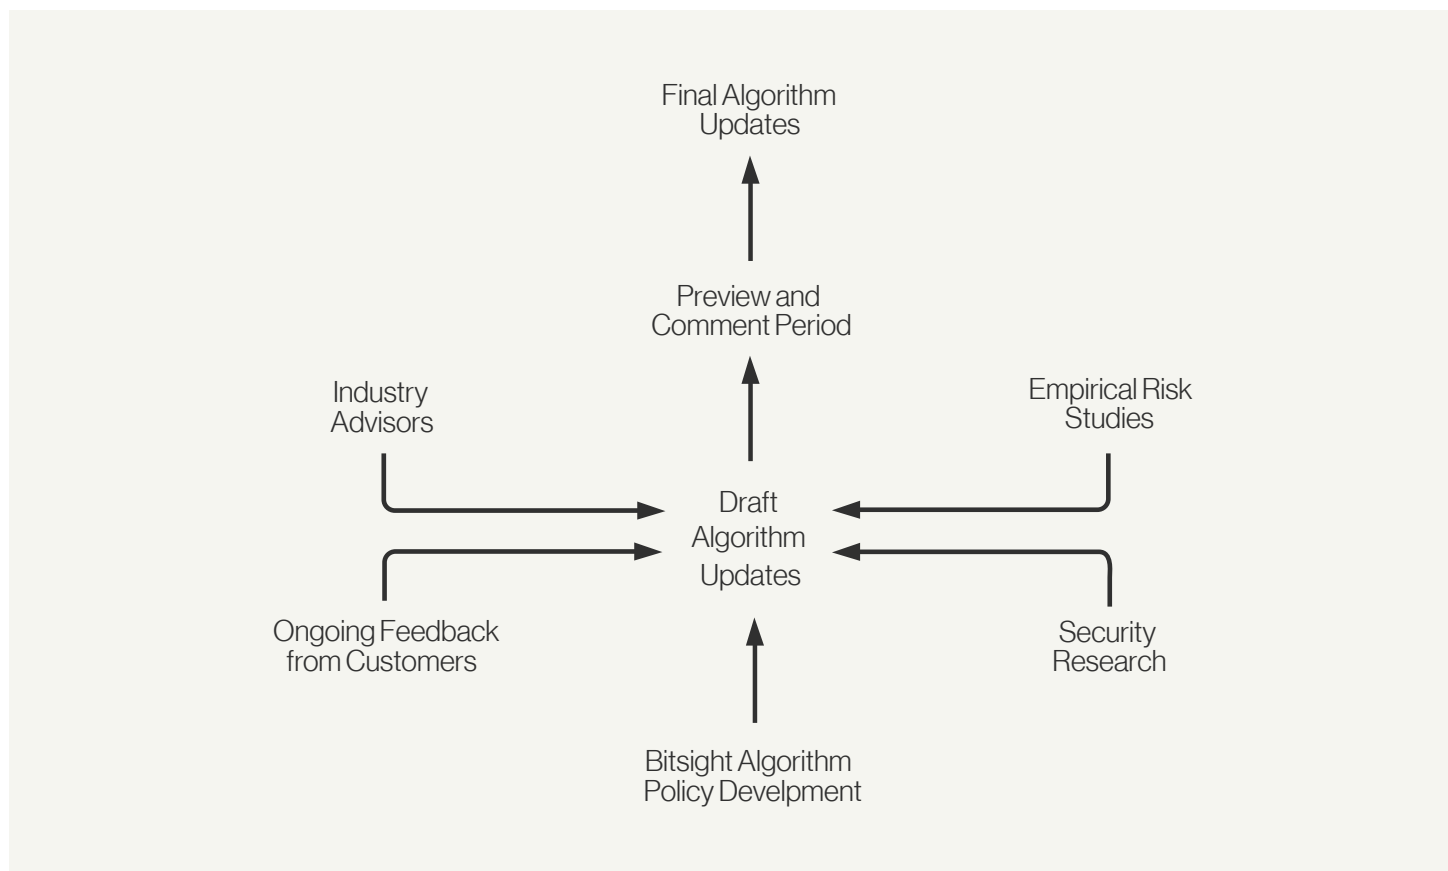 Final Algorithm
Updates
Preview and
Comment Period
Industry
Advisors
Empirical Risk
Studies
Draft
Algorithm
Updates
Ongoing Feedback
from Customers
Security
Research
Bitsight Algorithm
Policy Develpment